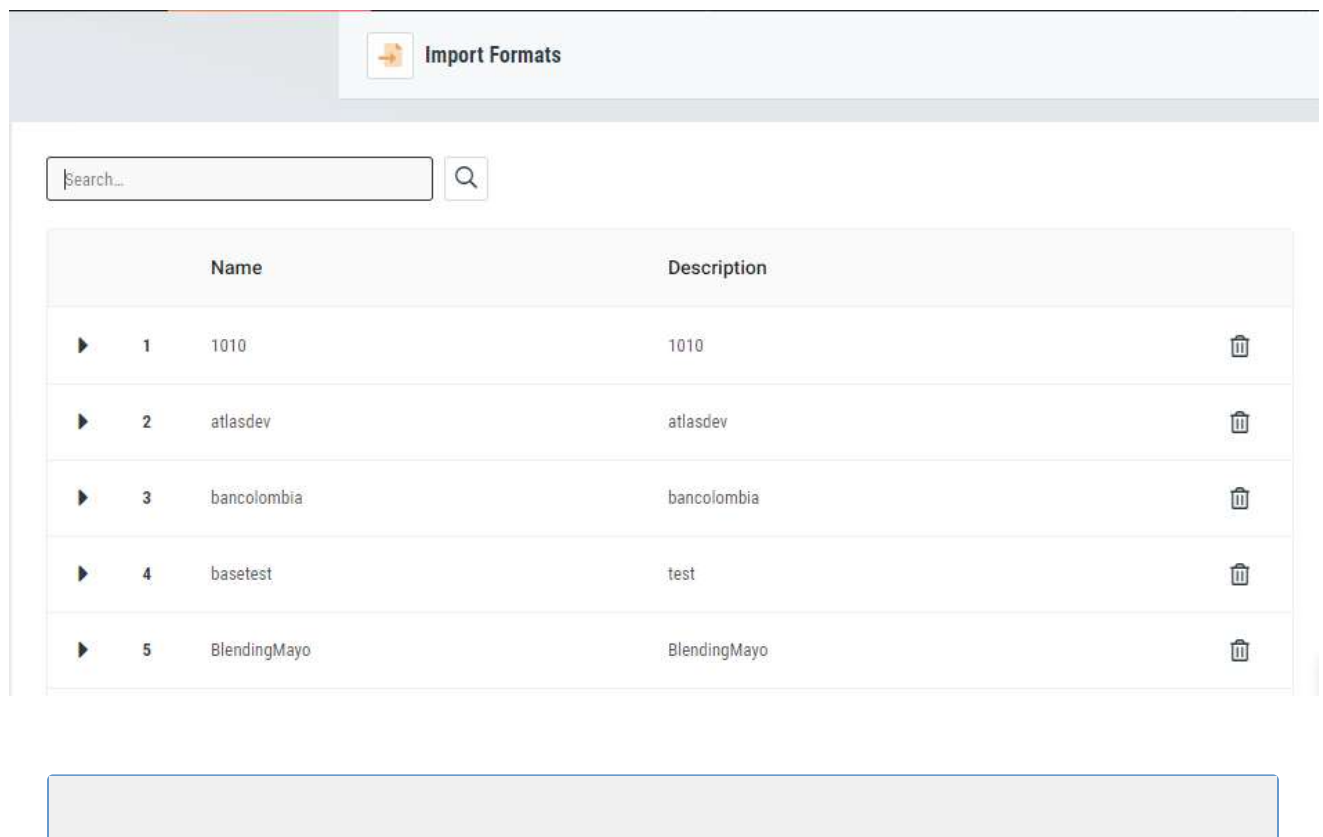 Import Formats
Search...
Name Description
1 1010 1010
2 atlasdev atlasdev
3 bancolombia bancolombia
4 basetest test
5 BlendingMayo BlendingMayo